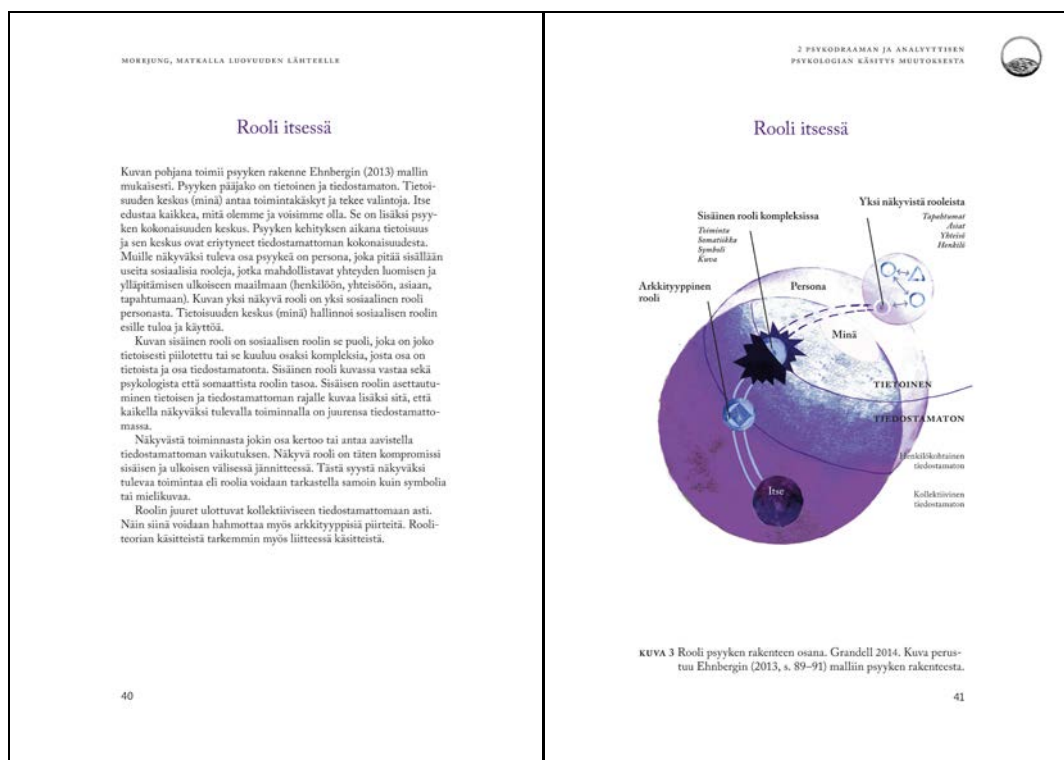 MOREJUNG, MATKALLA LUOVUUDEN LÄHTEELLE
Rooli itsessä
Kuvan pohjana toimii psyyken rakenne Ehnbergin (2013) mallin
mukaisesti. Psyyken pääjako on tietoinen ja tiedostamaton. Tietoi-
suuden keskus (minä) antaa toimintakäskyt ja tekee valintoja. Itse
edustaa kaikkea, mitä olemme ja voisimme olla. Se on lisäksi psyy-
ken kokonaisuuden keskus. Psyyken kehityksen aikana tietoisuus
ja sen keskus ovat eriytyneet tiedostamattoman kokonaisuudesta.
Muille näkyväksi tuleva osa psyykeä on persona, joka pitää sisällään
useita sosiaalisia rooleja, jotka mahdollistavat yhteyden luomisen ja
ylläpitämisen ulkoiseen maailmaan (henkilöön, yhteisöön, asiaan,
tapahtumaan). Kuvan yksi näkyvä rooli on yksi sosiaalinen rooli
personasta. Tietoisuuden keskus (minä) hallinnoi sosiaalisen roolin
esille tuloa ja käyttöä.
Kuvan sisäinen rooli on sosiaalisen roolin se puoli, joka on joko
tietoisesti piilotettu tai se kuuluu osaksi kompleksia, josta osa on
tietoista ja osa tiedostamatonta. Sisäinen rooli kuvassa vastaa sekä
psykologista että somaattista roolin tasoa. Sisäisen roolin asettautu-
minen tietoisen ja tiedostamattoman rajalle kuvaa lisäksi sitä, että
kaikella näkyväksi tulevalla toiminnalla on juurensa tiedostamatto-
massa.
Näkyvästä toiminnasta jokin osa kertoo tai antaa aavistella
tiedostamattoman vaikutuksen. Näkyvä rooli on täten kompromissi
sisäisen ja ulkoisen välisessä jännitteessä. Tästä syystä näkyväksi
tulevaa toimintaa eli roolia voidaan tarkastella samoin kuin symbolia
tai mielikuvaa.
Roolin juuret ulottuvat kollektiiviseen tiedostamattomaan asti.
Näin siinä voidaan hahmottaa myös arkkityyppisiä piirteitä. Rooli-
teorian käsitteistä tarkemmin myös liitteessä käsitteistä.
40
2 PSYKODRAAMAN JA ANALYYTTISEN
PSYKOLOGIAN KÄSITYS MUUTOKSESTA
Rooli itsessä
Yksi näkyvistä rooleista
Tapahtumat
Asiat
Yhteisö
Henkilö
Sisäinen rooli kompleksissa
Toiminta
Somatiikka
Symboli
Kuva
Arkkityyppinen
rooli
Persona
Minä
TIETOINEN
TIEDOSTAMATON
Henkilökohtainen
tiedostamaton
Itse
Kollektiivinen
tiedostamaton
KUVA 3 Rooli psyyken rakenteen osana. Grandell 2014. Kuva perus-
tuu Ehnbergin (2013, s. 89–91) malliin psyyken rakenteesta.
41